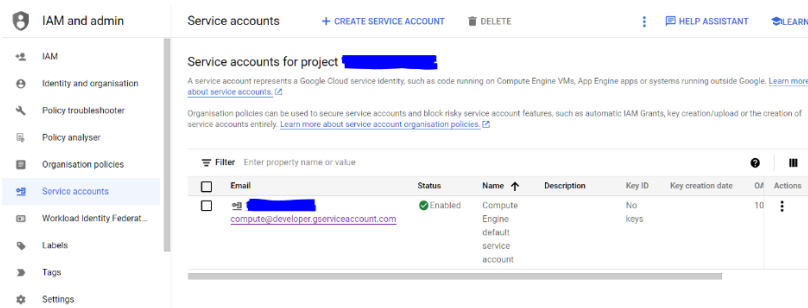 IAM and admin
Service accounts
+ CREATE SERVICE ACCOUNT
DELETE
HELP ASSISTANT
LEARN
IAM
Identity and organisation
Policy troubleshooter
Policy analyser
Organisation policies
Service accounts
Workload Identity Federat...
Labels
Tags
Settings
Service accounts for project
A service account represents a Google Cloud service identity, such as code running on Compute Engine VMs, App Engine apps or systems running outside Google. Learn more
about service accounts.
Organisation policies can be used to secure service accounts and block risky service account features, such as automatic IAM Grants, key creation/upload or the creation of
service accounts entirely. Learn more about service account organisation policies.
Filter Enter property name or value
Email Status Name Description Key ID Key creation date OA Actions
compute@developer.gserviceaccount.com
Enabled
Compute
Engine
default
service
account
No
keys
10